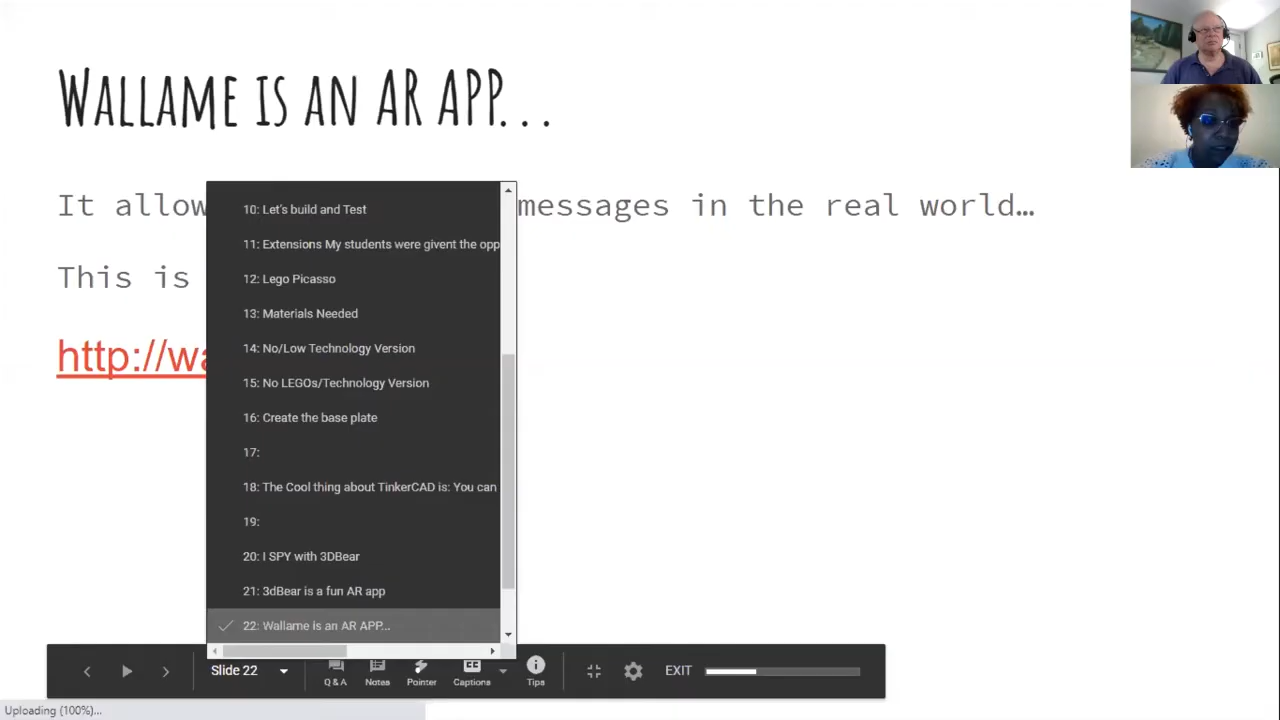 WALLAME IS AN AR APP...
It allow
messages in the real world…
This is
http://wa
10: Let's build and Test
11: Extensions My students were givent the opp
12: Lego Picasso
13: Materials Needed
14: No/Low Technology Version
15: No LEGOs/Technology Version
16: Create the base plate
17:
18: The Cool thing about TinkerCAD is: You can
19:
20: I SPY with 3DBear
21: 3dBear is a fun AR app
22: Wallame is an AR APP...
Slide 22
Q & A
Notes
Pointer
CC
Captions
Tips
EXIT
Uploading (100%)...